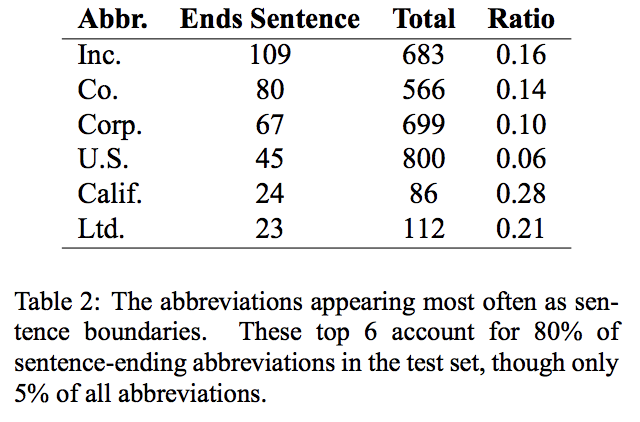 Abbr. Ends Sentence Total Ratio
Inc. 109 683 0.16
Co. 80 566 0.14
Corp. 67 699 0.10
U.S. 45 800 0.06
Calif. 24 86 0.28
Ltd. 23 112 0.21
Table 2: The abbreviations appearing most often as sen-
tence boundaries. These top 6 account for 80% of
sentence-ending abbreviations in the test set, though only
5% of all abbreviations.